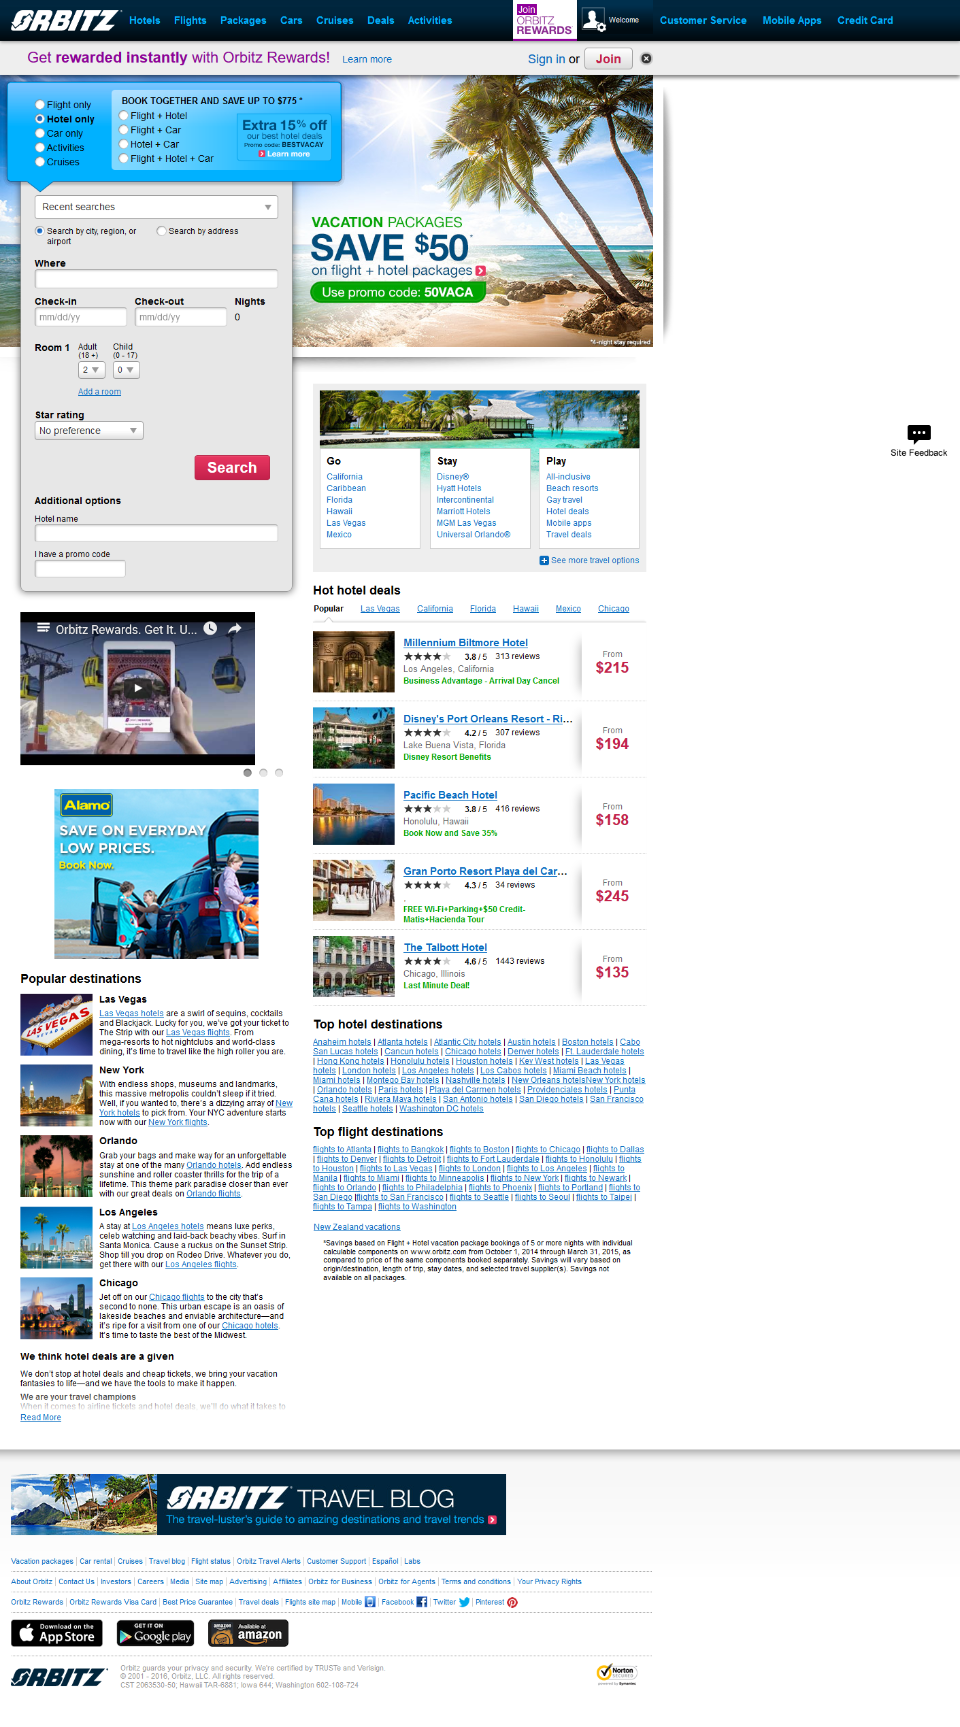 ORBITZ Hotels Flights Packages Cars Cruises Deals Activities Join ORBITZ REWARDS Welcome Customer Service Mobile Apps Credit Card
Get rewarded instantly with Orbitz Rewards! Learn more Sign in or Join
Flight only
Hotel only
Car only
Activities
Cruises
BOOK TOGETHER AND SAVE UP TO $775 *
Flight + Hotel
Flight + Car
Hotel + Car
Flight + Hotel + Car
Extra 15% off
our best hotel deals
Promo code: BESTVACAY
Learn more
Recent searches
Search by city, region, or airport
Search by address
Where
Check-in Check-out Nights
mm/dd/yy mm/dd/yy 0
Room 1 Adult (18 +) Child (0 - 17)
2 0
Add a room
Star rating
No preference
Search
Additional options
Hotel name
I have a promo code
VACATION PACKAGES
SAVE $50*
on flight + hotel packages
Use promo code: 50VACA
*4-night stay required
Site Feedback
Go
California
Caribbean
Florida
Hawaii
Las Vegas
Mexico
Stay
Disney®
Hyatt Hotels
Intercontinental
Marriott Hotels
MGM Las Vegas
Universal Orlando®
Play
All-inclusive
Beach resorts
Gay travel
Hotel deals
Mobile apps
Travel deals
See more travel options
Hot hotel deals
Popular Las Vegas California Florida Hawaii Mexico Chicago
Millennium Biltmore Hotel
3.8 / 5 313 reviews
Los Angeles, California
Business Advantage - Arrival Day Cancel
From
$215
Disney's Port Orleans Resort - Ri...
4.2 / 5 307 reviews
Lake Buena Vista, Florida
Disney Resort Benefits
From
$194
Pacific Beach Hotel
3.8 / 5 416 reviews
Honolulu, Hawaii
Book Now and Save 35%
From
$158
Gran Porto Resort Playa del Car...
4.3 / 5 34 reviews
,
FREE Wi-Fi+Parking+$50 Credit-
Matis+Hacienda Tour
From
$245
The Talbott Hotel
4.6 / 5 1443 reviews
Chicago, Illinois
Last Minute Deal!
From
$135
Orbitz Rewards. Get It. U...
Alamo
SAVE ON EVERYDAY
LOW PRICES.
Book Now.
Popular destinations
LAS VEGAS
Las Vegas
Las Vegas hotels are a swirl of sequins, cocktails
and Blackjack. Lucky for you, we've got your ticket to
The Strip with our Las Vegas flights. From
mega-resorts to hot nightclubs and world-class
dining, it's time to travel like the high roller you are.
New York
With endless shops, museums and landmarks,
this massive metropolis couldn't sleep if it tried.
Well, if you wanted to, there's a dizzying array of New
York hotels to pick from. Your NYC adventure starts
now with our New York flights.
Orlando
Grab your bags and make way for an unforgettable
stay at one of the many Orlando hotels. Add endless
sunshine and roller coaster thrills for the trip of a
lifetime. This theme park paradise closer than ever
with our great deals on Orlando flights.
Los Angeles
A stay at Los Angeles hotels means luxe perks,
celeb watching and laid-back beachy vibes. Surf in
Santa Monica. Cause a ruckus on the Sunset Strip.
Shop till you drop on Rodeo Drive. Whatever you do,
get there with our Los Angeles flights.
Chicago
Jet off on our Chicago flights to the city that's
second to none. This urban escape is an oasis of
lakeside beaches and enviable architecture—and
it's ripe for a visit from one of our Chicago hotels.
It's time to taste the best of the Midwest.
We think hotel deals are a given
We don't stop at hotel deals and cheap tickets, we bring your vacation
fantasies to life—and we have the tools to make it happen.
We are your travel champions
When it comes to airline tickets and hotel deals, we'll do what it takes to
Read More
Top hotel destinations
Anaheim hotels | Atlanta hotels | Atlantic City hotels | Austin hotels | Boston hotels | Cabo
San Lucas hotels | Cancun hotels | Chicago hotels | Denver hotels | Ft. Lauderdale hotels
| Hong Kong hotels | Honolulu hotels | Houston hotels | Key West hotels | Las Vegas
hotels | London hotels | Los Angeles hotels | Los Cabos hotels | Miami Beach hotels |
Miami hotels | Montego Bay hotels | Nashville hotels | New Orleans hotelsNew York hotels
| Orlando hotels | Paris hotels | Playa del Carmen hotels | Providenciales hotels | Punta
Cana hotels | Riviera Maya hotels | San Antonio hotels | San Diego hotels | San Francisco
hotels | Seattle hotels | Washington DC hotels
Top flight destinations
flights to Atlanta | flights to Bangkok | flights to Boston | flights to Chicago | flights to Dallas
| flights to Denver | flights to Detroit | flights to Fort Lauderdale | flights to Honolulu | flights
to Houston | flights to Las Vegas | flights to London | flights to Los Angeles | flights to
Manila | flights to Miami | flights to Minneapolis | flights to New York | flights to Newark |
flights to Orlando | flights to Philadelphia | flights to Phoenix | flights to Portland | flights to
San Diego |flights to San Francisco | flights to Seattle | flights to Seoul | flights to Taipei |
flights to Tampa | flights to Washington
New Zealand vacations
*Savings based on Flight + Hotel vacation package bookings of 5 or more nights with individual
calculable components on www.orbitz.com from October 1, 2014 through March 31, 2015, as
compared to price of the same components booked separately. Savings will vary based on
origin/destination, length of trip, stay dates, and selected travel supplier(s). Savings not
available on all packages.
ORBITZ TRAVEL BLOG
The travel-luster's guide to amazing destinations and travel trends
Vacation packages | Car rental | Cruises | Travel blog | Flight status | Orbitz Travel Alerts | Customer Support | Español | Labs
About Orbitz | Contact Us | Investors | Careers | Media | Site map | Advertising | Affiliates | Orbitz for Business | Orbitz for Agents | Terms and conditions | Your Privacy Rights
Orbitz Rewards | Orbitz Rewards Visa Card | Best Price Guarantee | Travel deals | Flights site map | Mobile | Facebook | Twitter | Pinterest
Download on the App Store
GET IT ON Google play
amazon apps Available at amazon
ORBITZ
Orbitz guards your privacy and security. We're certified by TRUSTe and Verisign.
© 2001 - 2016, Orbitz, LLC. All rights reserved.
CST 2063530-50; Hawaii TAR-6881; Iowa 644; Washington 602-108-724
Norton
SECURED
powered by Symantec